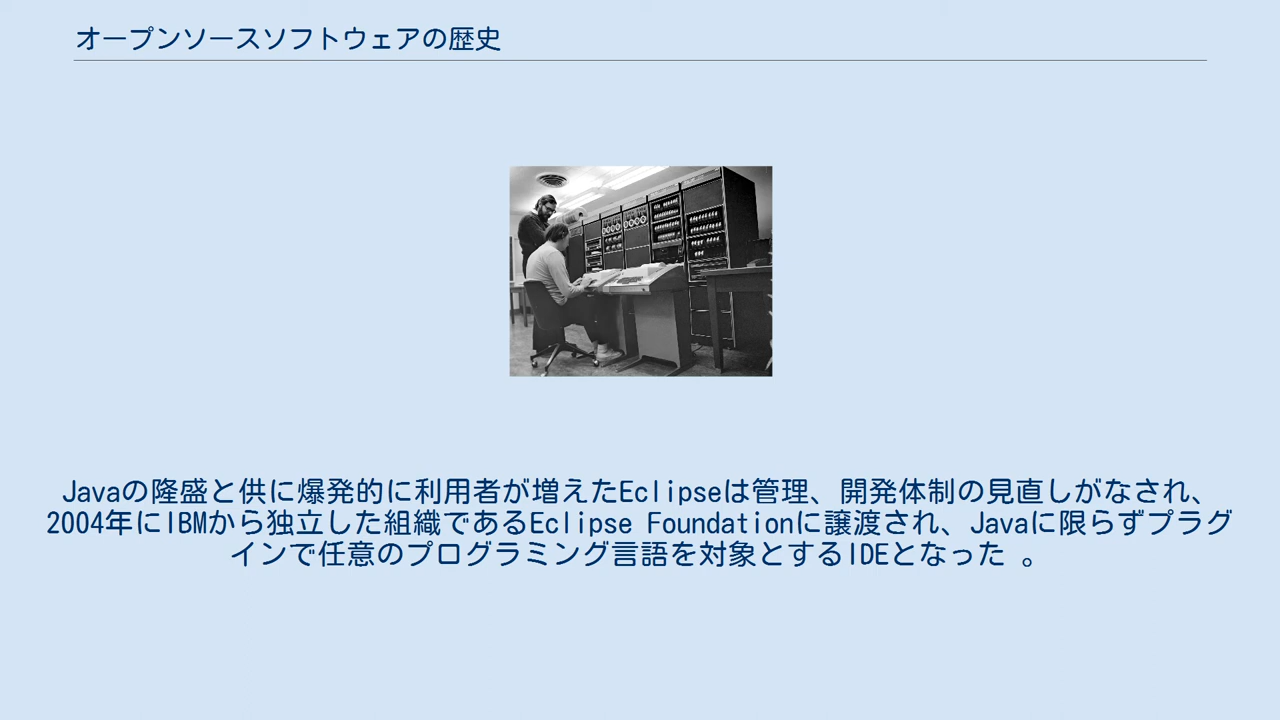 オープンソースソフトウェアの歴史
Javaの隆盛と供に爆発的に利用者が増えたEclipseは管理、開発体制の見直しがなされ、
2004年にIBMから独立した組織であるEclipse Foundationに譲渡され、Javaに限らずプラグ
インで任意のプログラミング言語を対象とするIDEとなった 。